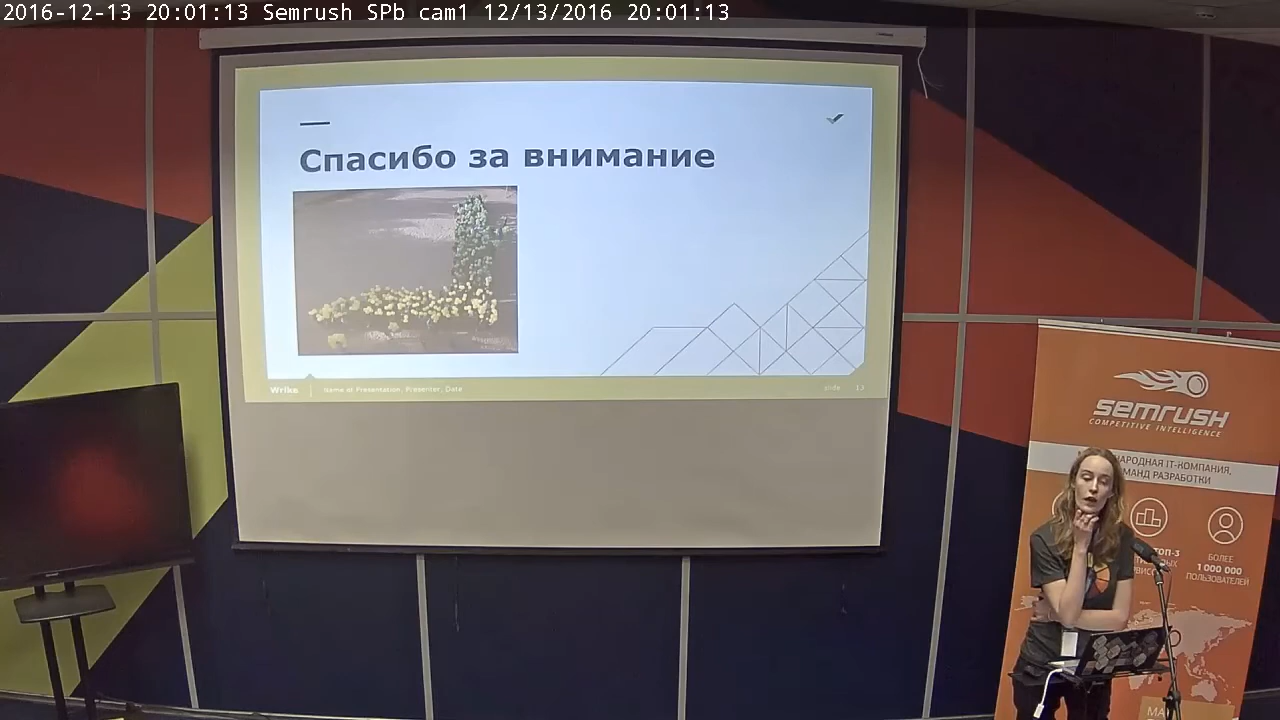 2016-12-13 20:01:13 Semrush SPb cam1 12/13/2016 20:01:13
Спасибо за внимание
Wrike
Name of Presentation, Presenter, Date
slide 13
semrush
COMPETITIVE INTELLIGENCE
НАРОДНАЯ IT-КОМПАНИЯ,
МАНД РАЗРАБОТКИ
ТОП-3
БОЛЕЕ
1 000 000
ПОЛЬЗОВАТЕЛЕЙ